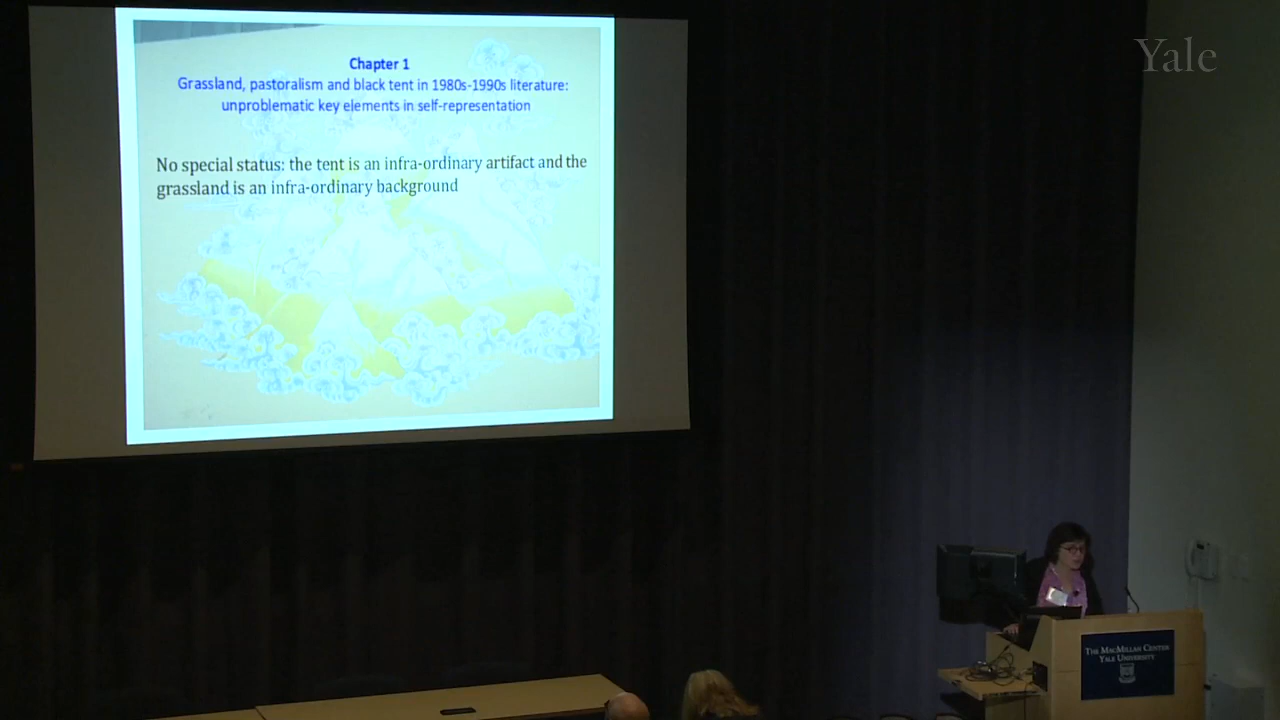 Yale
Chapter 1
Grassland, pastoralism and black tent in 1980s-1990s literature:
unproblematic key elements in self-representation
No special status: the tent is an infra-ordinary artifact and the
grassland is an infra-ordinary background
THE MACMILLAN CENTER
YALE UNIVERSITY